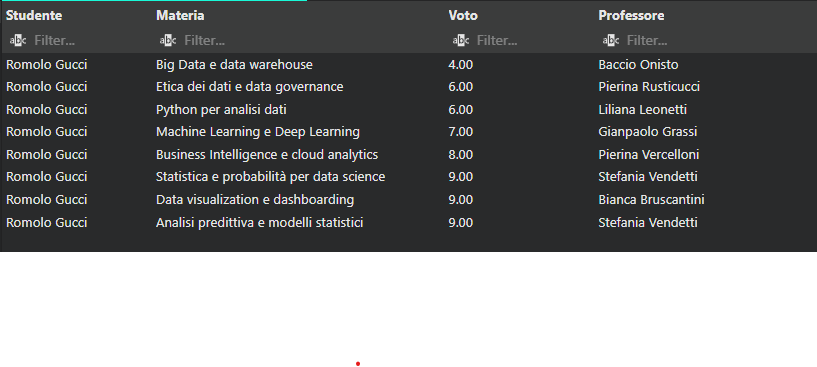 Studente Materia Voto Professore
abc Filter... abc Filter... abc Filter... abc Filter...
Romolo Gucci Big Data e data warehouse 4.00 Baccio Onisto
Romolo Gucci Etica dei dati e data governance 6.00 Pierina Rusticucci
Romolo Gucci Python per analisi dati 6.00 Liliana Leonetti
Romolo Gucci Machine Learning e Deep Learning 7.00 Gianpaolo Grassi
Romolo Gucci Business Intelligence e cloud analytics 8.00 Pierina Vercelloni
Romolo Gucci Statistica e probabilità per data science 9.00 Stefania Vendetti
Romolo Gucci Data visualization e dashboarding 9.00 Bianca Bruscantini
Romolo Gucci Analisi predittiva e modelli statistici 9.00 Stefania Vendetti